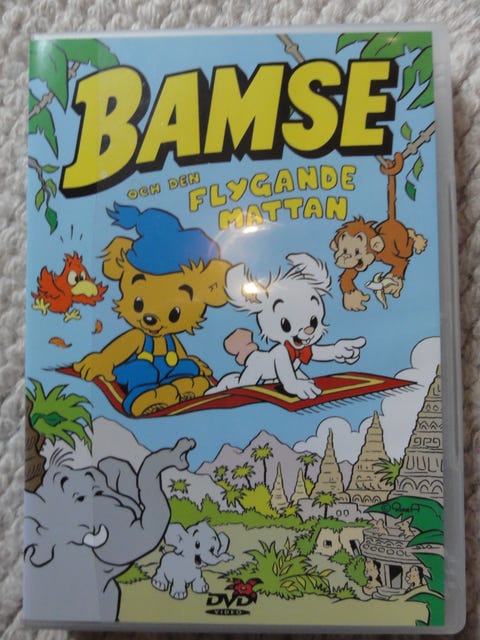 BAMSE
OCH DEN
FLYGANDE
MATTAN
DVD
VIDEO